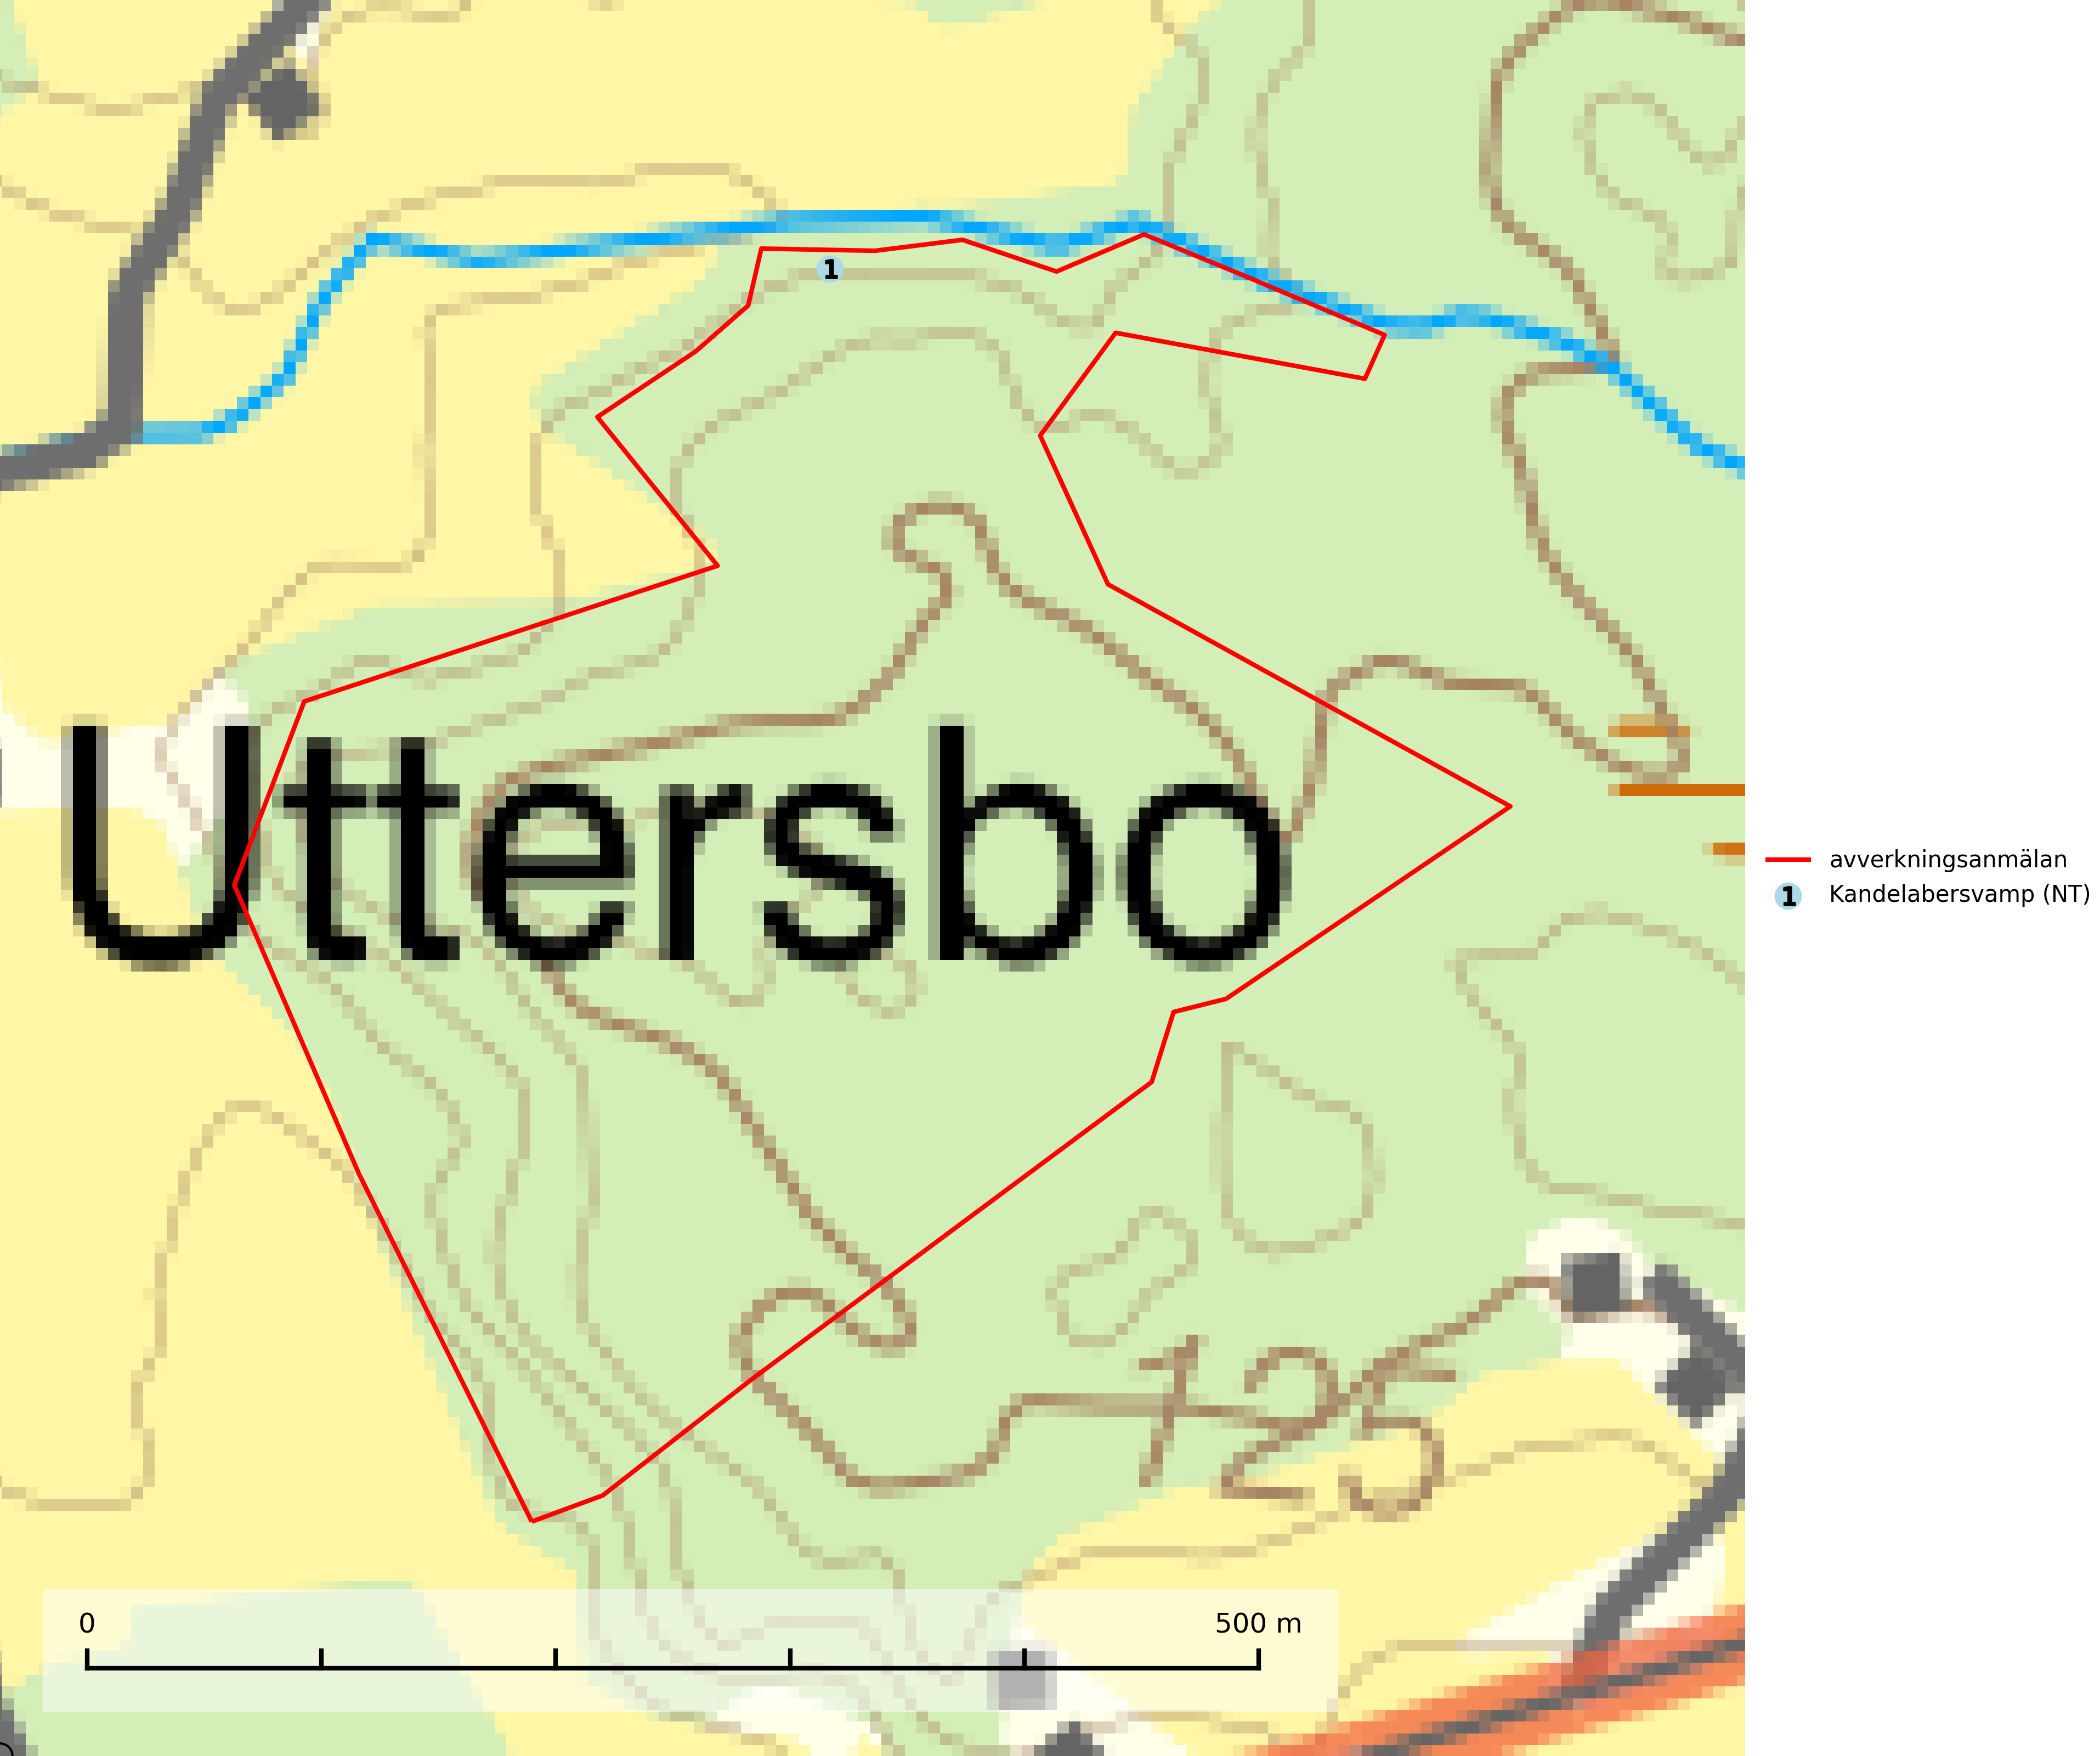 1
Uttersbo
avverkningsanmälan
1 Kandelabersvamp (NT)
125
0 500 m